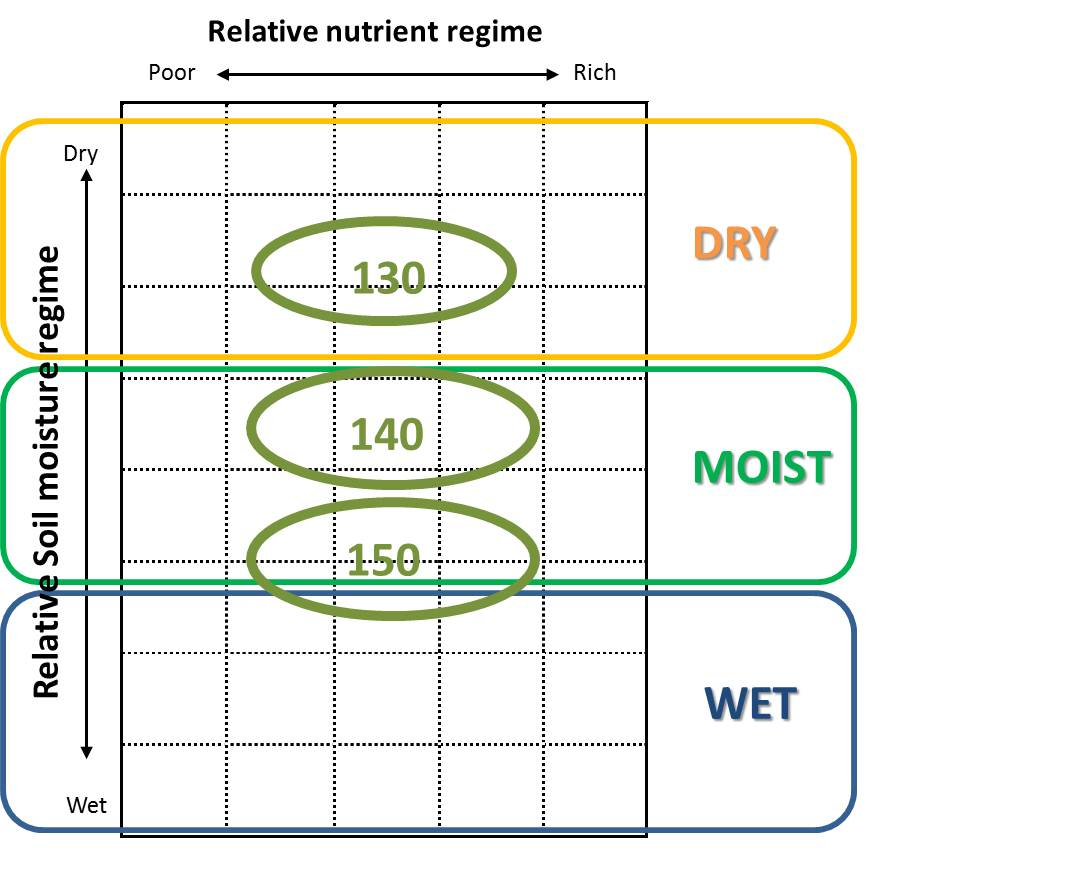 Relative nutrient regime
Poor
Rich
Dry
DRY
130
Relative Soil moisture regime
140
MOIST
150
WET
Wet